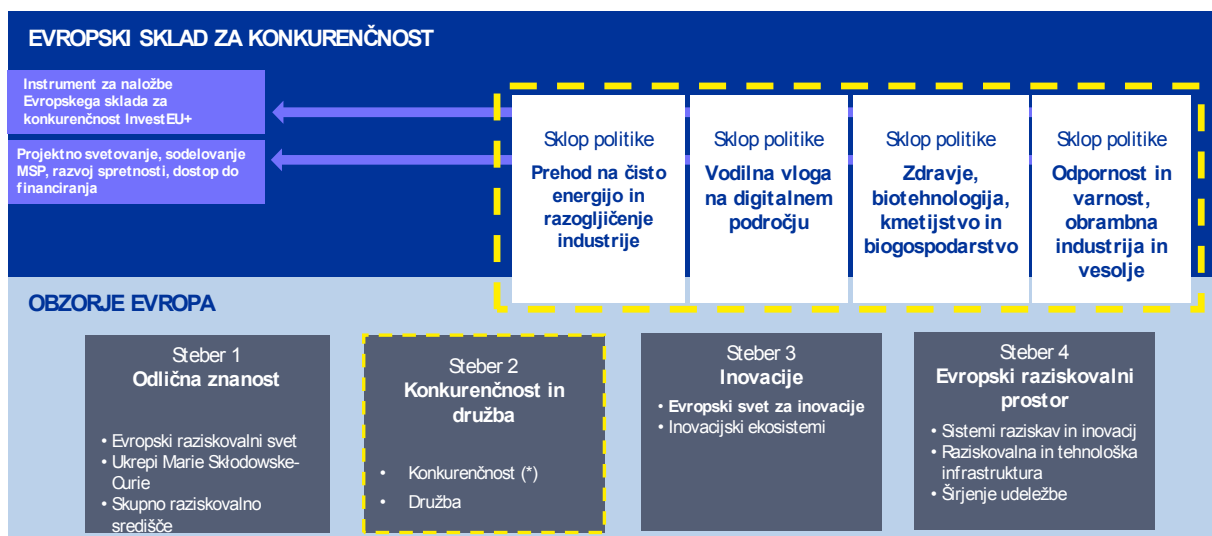 EVROPSKI SKLAD ZA KONKURENČNOST
Instrument za naložbe
Evropskega sklada za
konkurenčnost InvestEU+
Projektno svetovanje, sodelovanje
MSP, razvoj spretnosti, dostop do
financiranja
Sklop politike
Prehod na čisto
energijo in
razogljičenje
industrije
Sklop politike
Vodilna vloga
na digitalnem
področju
Sklop politike
Zdravje,
biotehnologija,
kmetijstvo in
biogospodarstvo
Sklop politike
Odpornost in
varnost,
obrambna
industrija in
vesolje
OBZORJE EVROPA
Steber 1
Odlična znanost
• Evropski raziskovalni svet
• Ukrepi Marie Skłodowske-
Curie
• Skupno raziskovalno
središče
Steber 2
Konkurenčnost in
družba
• Konkurenčnost (*)
• Družba
Steber 3
Inovacije
• Evropski svet za inovacije
• Inovacijski ekosistemi
Steber 4
Evropski raziskovalni
prostor
• Sistemi raziskav in inovacij
• Raziskovalna in tehnološka
infrastruktura
• Širjenje udeležbe